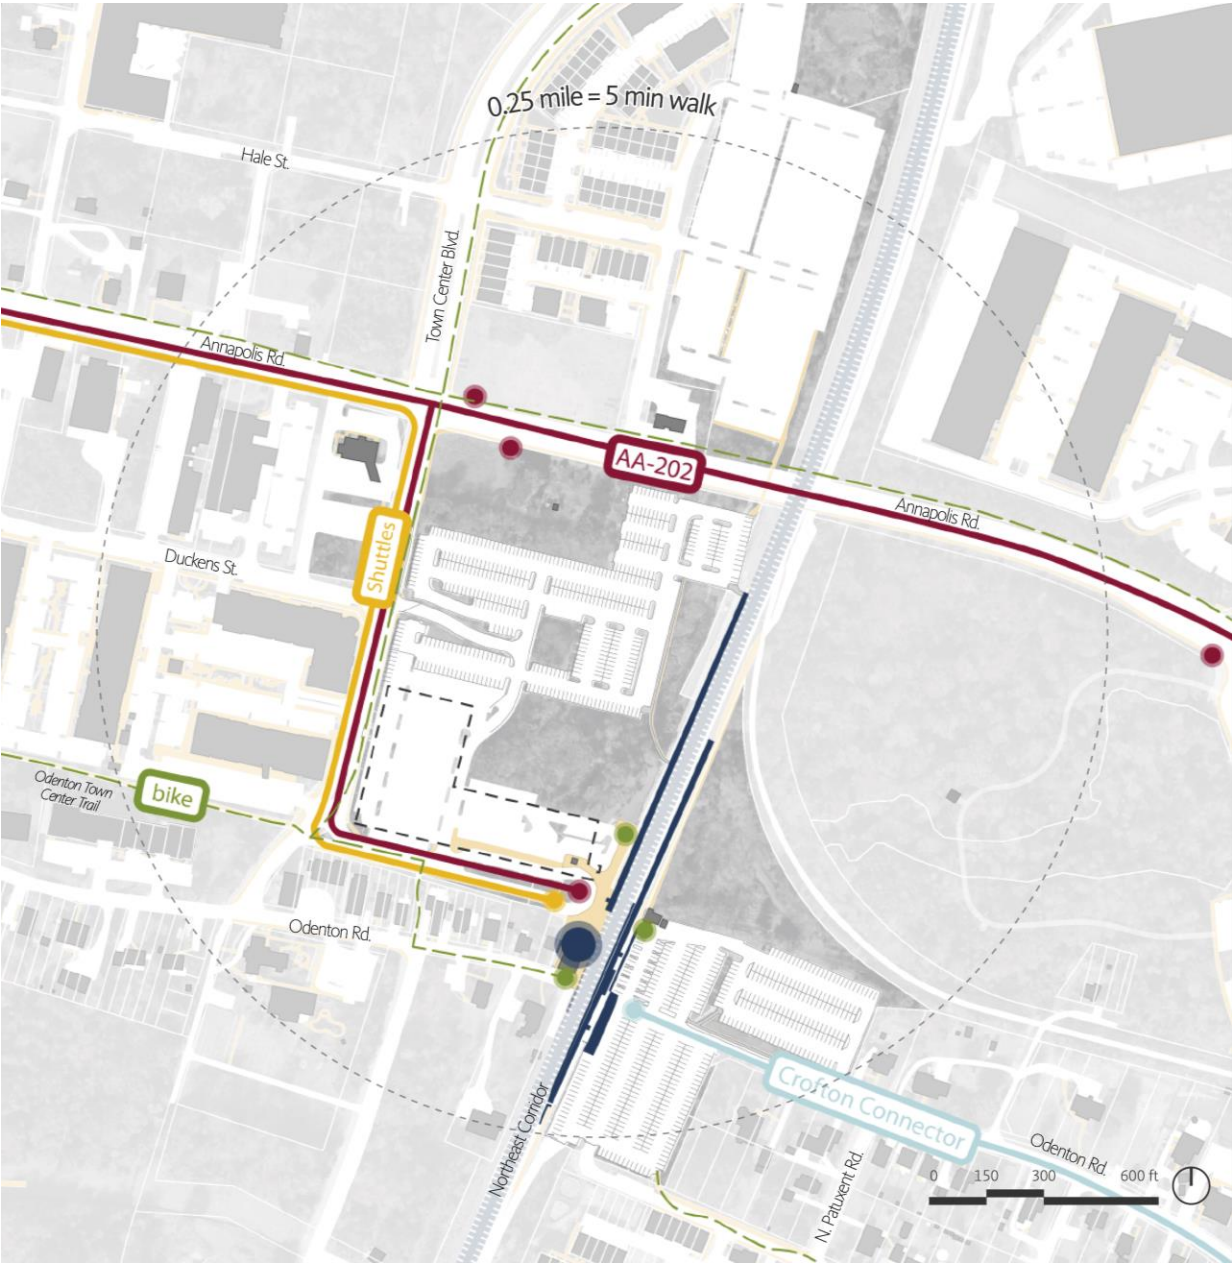 0.25 mile = 5 min walk
Hale St.
Town Center Blvd.
Annapolis Rd.
AA-202
Annapolis Rd.
Shuttles
Duckens St.
Odenton Town
Center Trail
bike
Odenton Rd.
Northeast Corridor
Crofton Connector
Odenton Rd.
N. Patuxent Rd.
0 150 300 600 ft